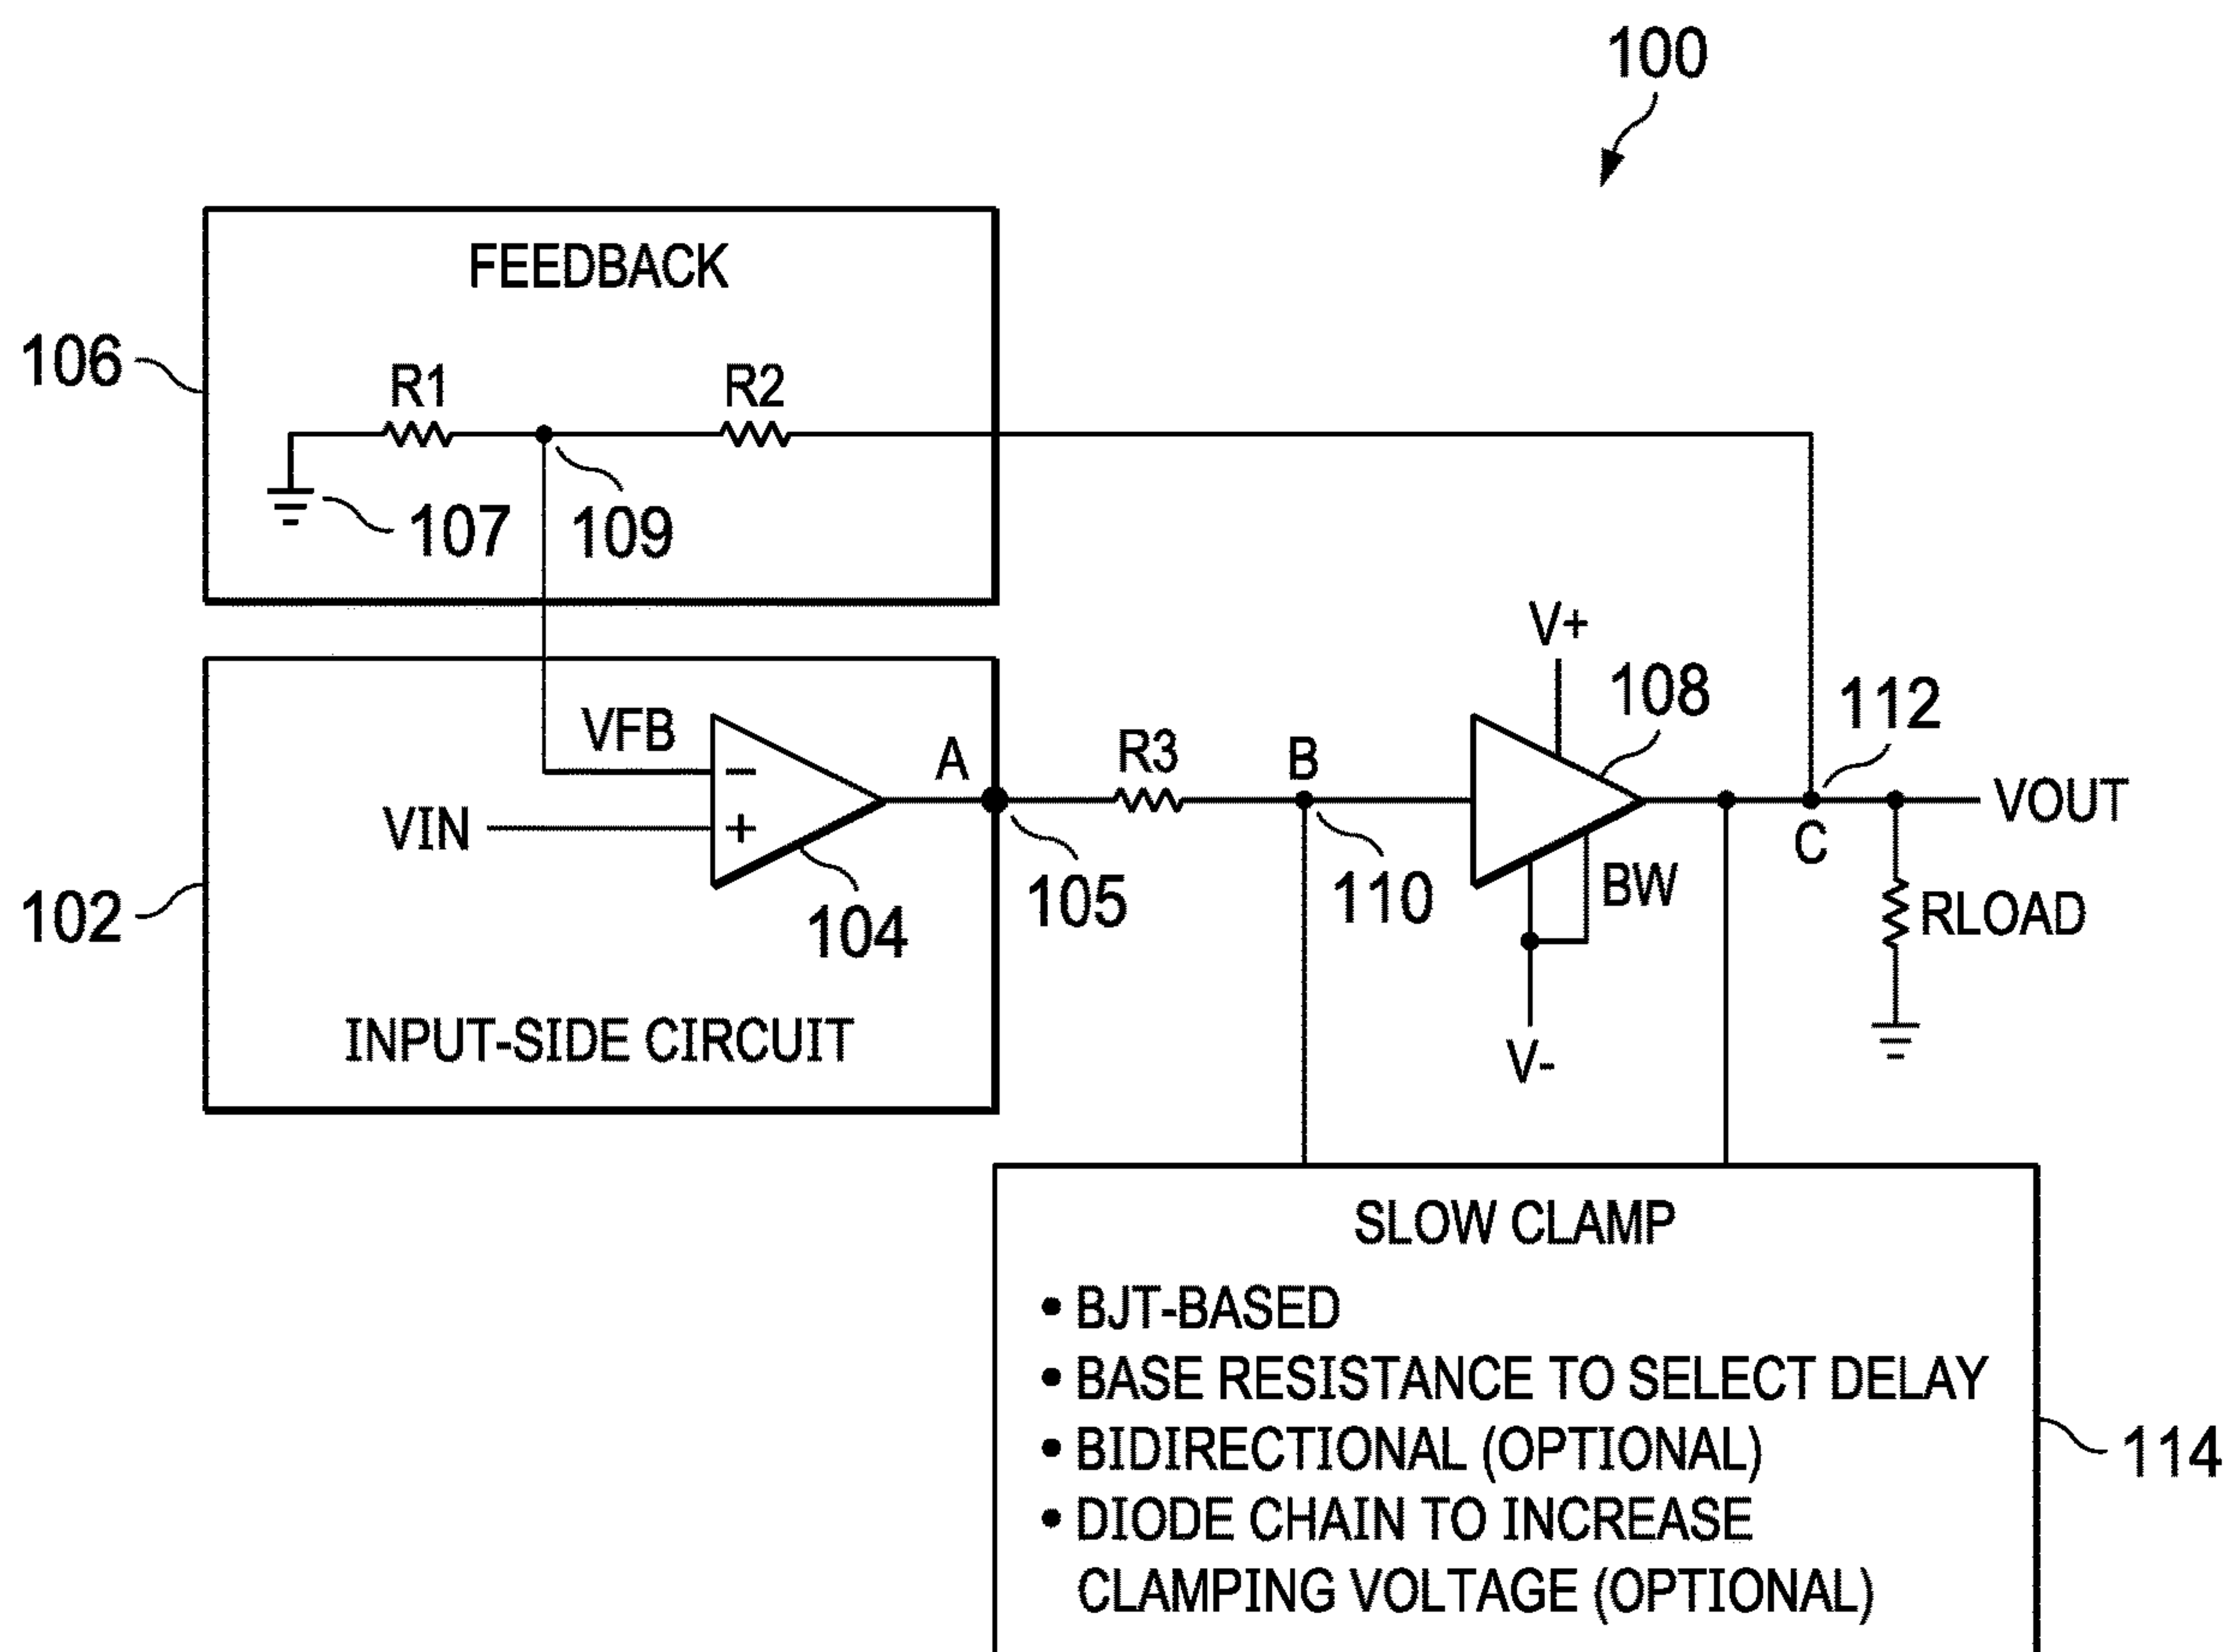 100
FEEDBACK
106
R1
R2
107
109
V+
108
112
VFB
A
R3
B
VIN
VOUT
C
104
105
110
BW
RLOAD
102
INPUT-SIDE CIRCUIT
V-
SLOW CLAMP
• BJT-BASED
• BASE RESISTANCE TO SELECT DELAY
• BIDIRECTIONAL (OPTIONAL)
• DIODE CHAIN TO INCREASE
CLAMPING VOLTAGE (OPTIONAL)
114
−
+